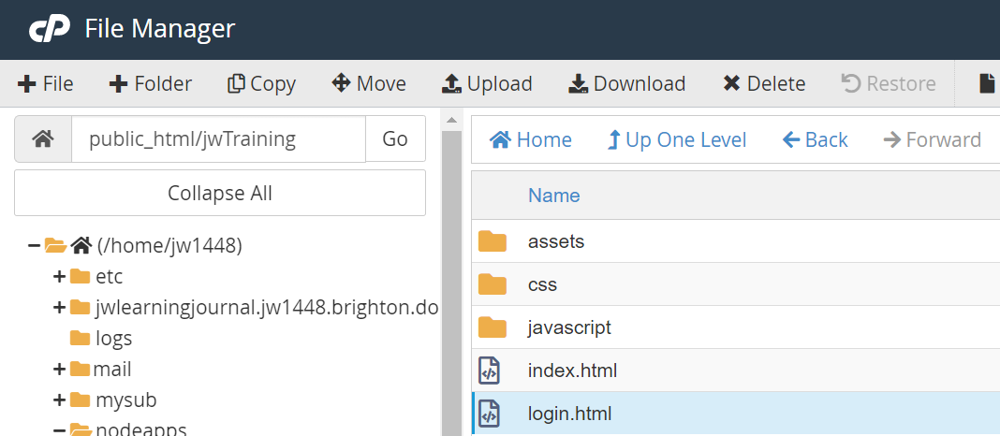 cP File Manager
File Folder Copy Move Upload Download Delete Restore
public_html/jwTraining Go
Collapse All
(/home/jw1448)
etc
jwlearningjournal.jw1448.brighton.do
logs
mail
mysub
nodeapps
Home Up One Level Back Forward
Name
assets
css
javascript
index.html
login.html